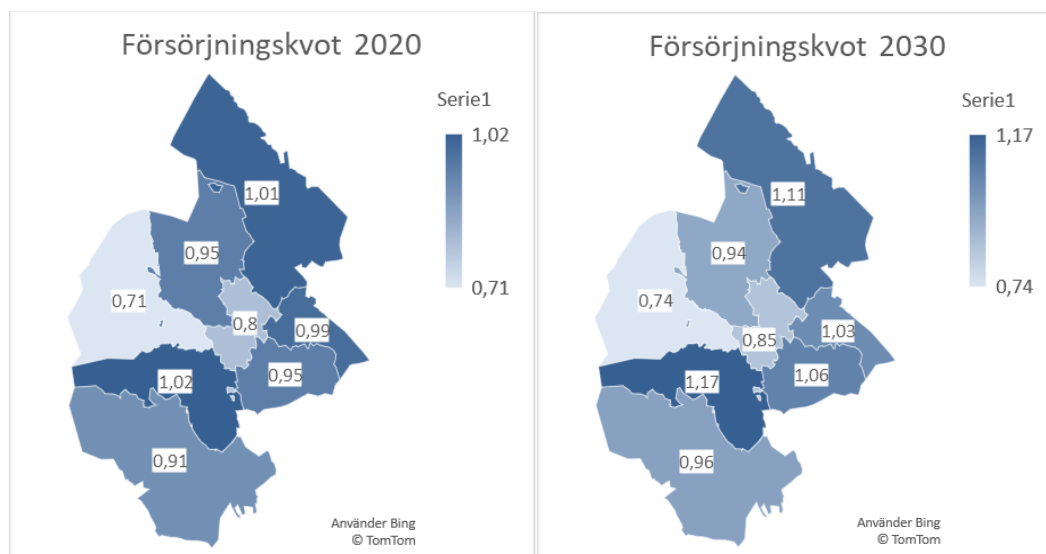 Försörjningskvot 2020
Serie1
1,02
0,71
1,01
0,95
0,71
0,8
0,99
1,02
0,95
0,91
Använder Bing
© TomTom
Försörjningskvot 2030
Serie1
1,17
0,74
1,11
0,94
0,74
0,85
1,03
1,17
1,06
0,96
Använder Bing
© TomTom